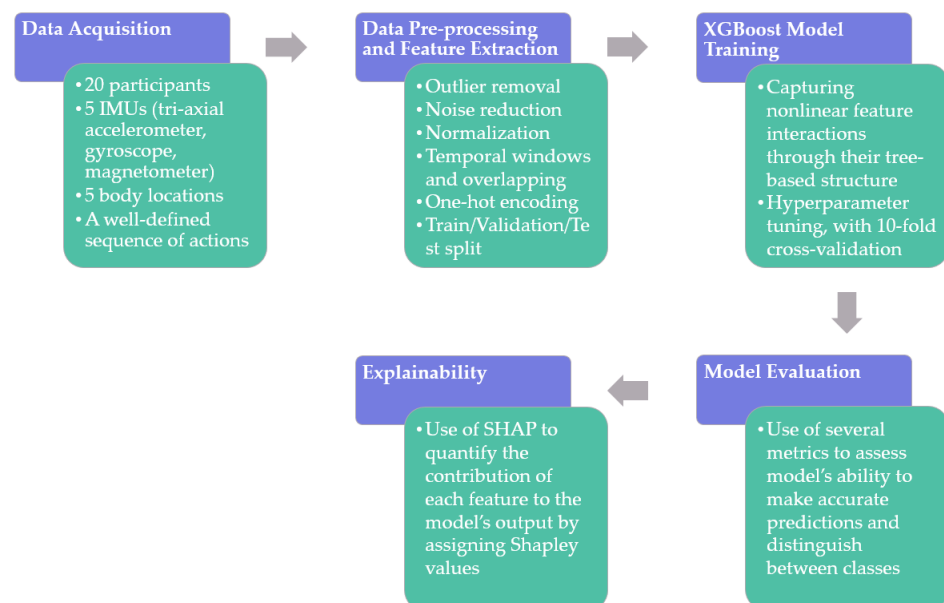 Data Acquisition
• 20 participants
• 5 IMUs (tri-axial
accelerometer,
gyroscope,
magnetometer)
• 5 body locations
• A well-defined
sequence of actions
Data Pre-processing
and Feature Extraction
• Outlier removal
• Noise reduction
• Normalization
• Temporal windows
and overlapping
• One-hot encoding
• Train/Validation/Te
st split
XGBoost Model
Training
• Capturing
nonlinear feature
interactions
through their tree-
based structure
• Hyperparameter
tuning, with 10-fold
cross-validation
Model Evaluation
• Use of several
metrics to assess
model's ability to
make accurate
predictions and
distinguish
between classes
Explainability
• Use of SHAP to
quantify the
contribution of
each feature to the
model's output by
assigning Shapley
values